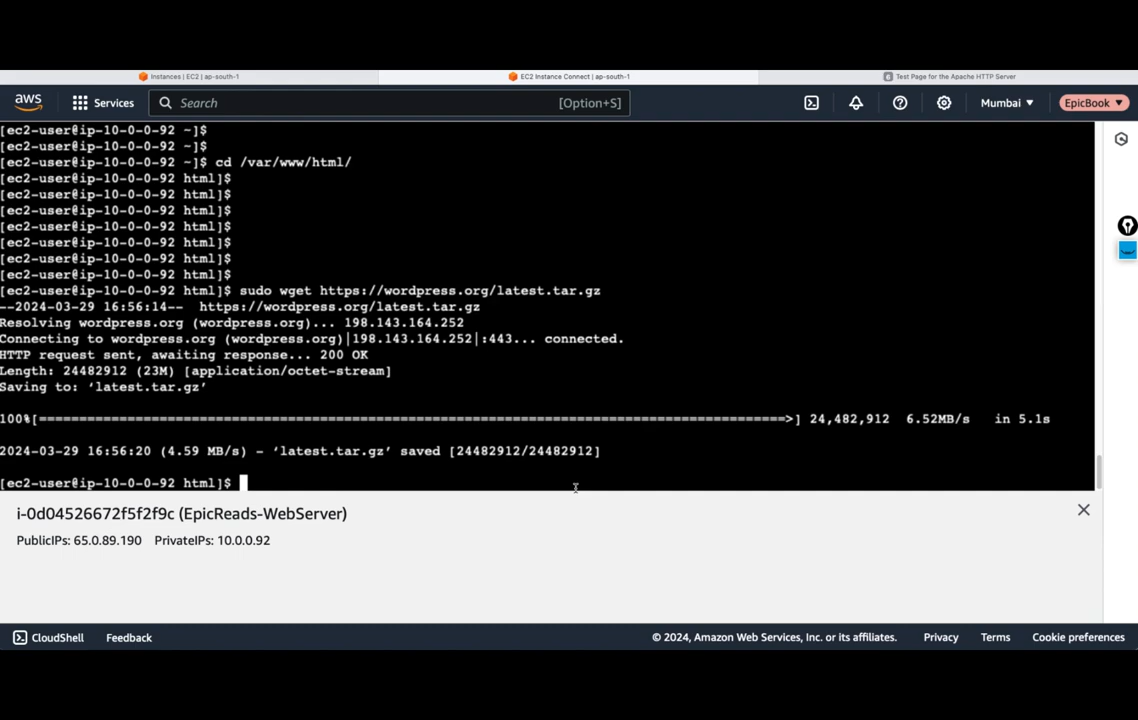 Instances | EC2 | ap-south-1
EC2 Instance Connect | ap-south-1
Test Page for the Apache HTTP Server
aws
Services
Search
[Option+S]
Mumbai
EpicBook
[ec2-user@ip-10-0-0-92 ~]$
[ec2-user@ip-10-0-0-92 ~]$
[ec2-user@ip-10-0-0-92 ~]$ cd /var/www/html/
[ec2-user@ip-10-0-0-92 html]$
[ec2-user@ip-10-0-0-92 html]$
[ec2-user@ip-10-0-0-92 html]$
[ec2-user@ip-10-0-0-92 html]$
[ec2-user@ip-10-0-0-92 html]$
[ec2-user@ip-10-0-0-92 html]$
[ec2-user@ip-10-0-0-92 html]$
[ec2-user@ip-10-0-0-92 html]$ sudo wget https://wordpress.org/latest.tar.gz
--2024-03-29 16:56:14--  https://wordpress.org/latest.tar.gz
Resolving wordpress.org (wordpress.org)... 198.143.164.252
Connecting to wordpress.org (wordpress.org)|198.143.164.252|:443... connected.
HTTP request sent, awaiting response... 200 OK
Length: 24482912 (23M) [application/octet-stream]
Saving to: ‘latest.tar.gz’
100%[=============================================================================================>] 24,482,912  6.52MB/s   in 5.1s
2024-03-29 16:56:20 (4.59 MB/s) - ‘latest.tar.gz’ saved [24482912/24482912]
[ec2-user@ip-10-0-0-92 html]$
i-0d04526672f5f2f9c (EpicReads-WebServer)
PublicIPs: 65.0.89.190 PrivateIPs: 10.0.0.92
CloudShell
Feedback
© 2024, Amazon Web Services, Inc. or its affiliates.
Privacy
Terms
Cookie preferences